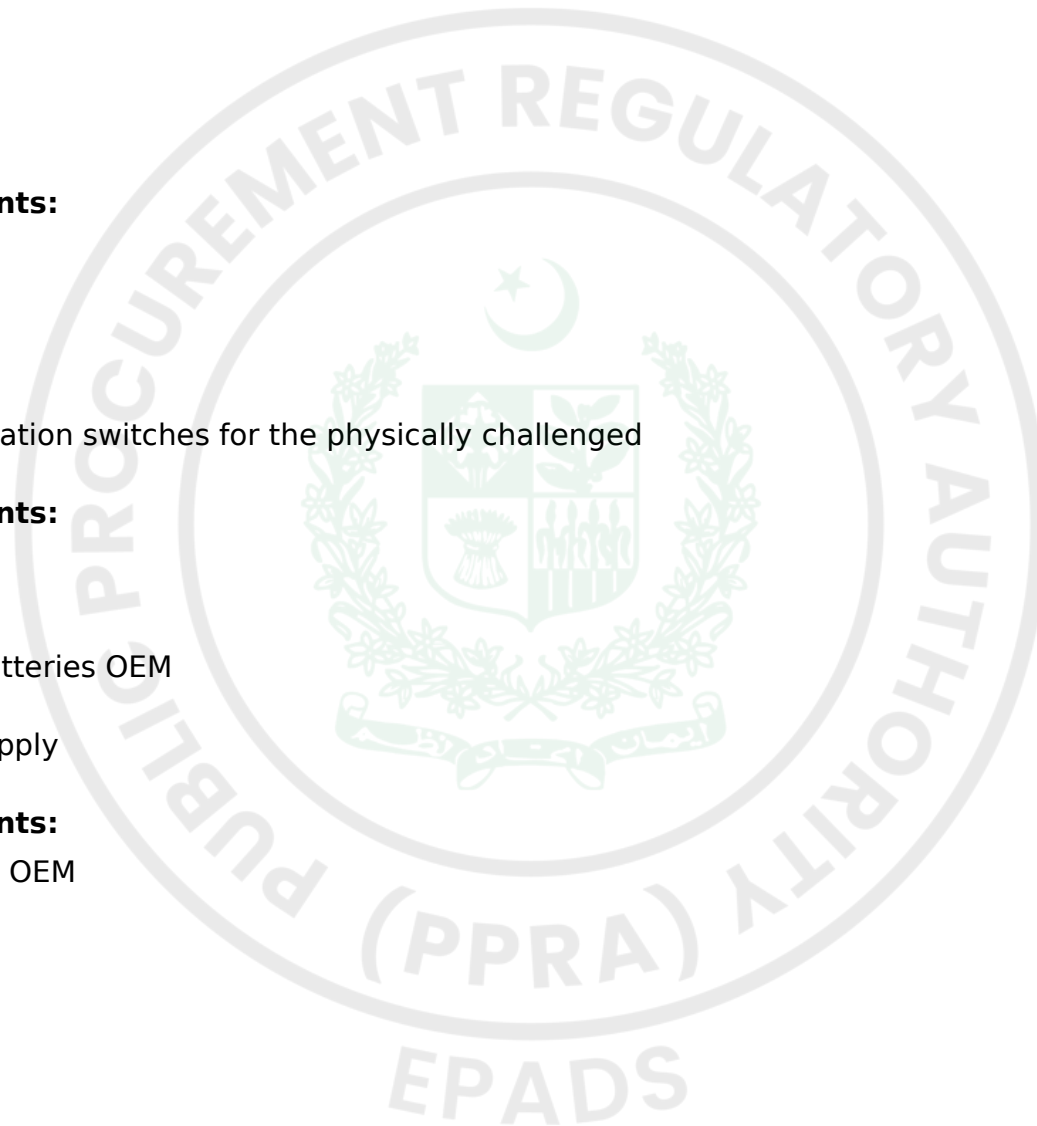 nts:
ation switches for the physically challenged
nts:
tteries OEM
pply
nts:
OEM
PUBLIC PROCUREMENT REGULATORY AUTHORITY
(PPRA)
EPADS